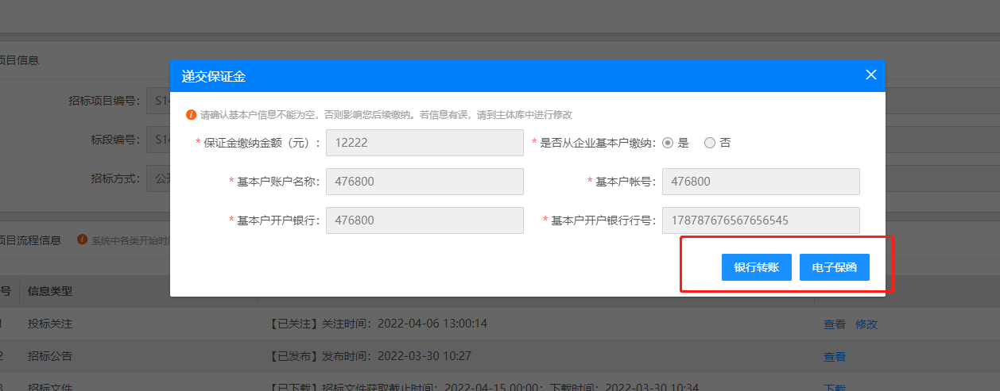 项目信息
递交保证金
招标项目编号：
请确认基本户信息不能为空，否则影响您后续缴纳。若信息有误，请到主体库中进行修改
标段编号：
* 保证金缴纳金额（元）： 12222 * 是否从企业基本户缴纳： 是 否
招标方式：
* 基本户账户名称： 476800 * 基本户帐号： 476800
* 基本户开户银行： 476800 * 基本户开户银行行号： 178787676567656545
项目流程信息 系统中各类开始时
银行转账 电子保函
号 信息类型
投标关注 【已关注】关注时间：2022-04-06 13:00:14 查看 修改
2 招标公告 【已发布】发布时间：2022-03-30 10:27 查看
3 招标文件 【已下载】招标文件获取截止时间：2022-04-15 00:00；下载时间：2022-03-30 10:34 下载